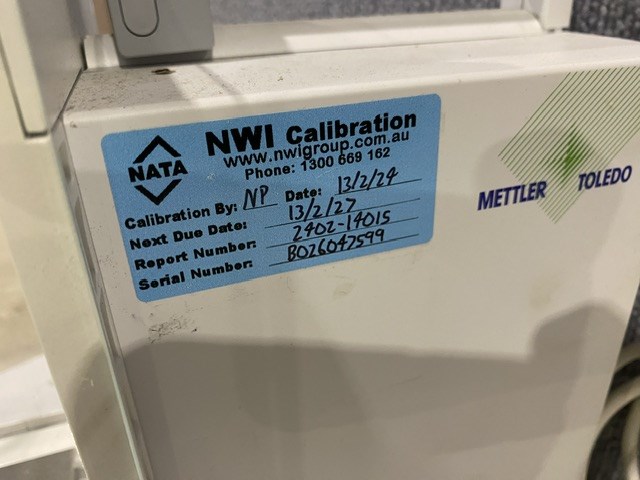 NATA
NWI Calibration
www.nwigroup.com.au
Phone: 1300 669 162
Calibration By: NP Date: 13/2/24
Next Due Date: 13/2/27
Report Number: 2402-14015
Serial Number: B026047599
METTLER TOLEDO